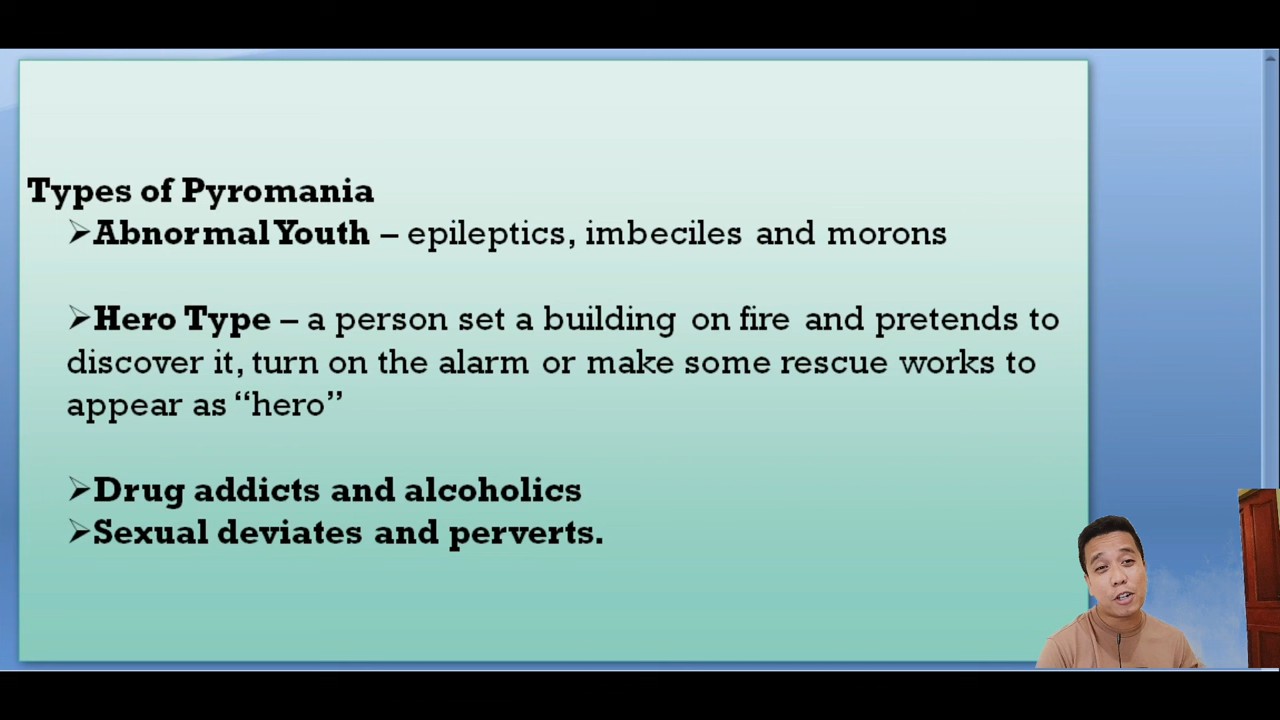 Types of Pyromania
➢Abnormal Youth – epileptics, imbeciles and morons
➢Hero Type – a person set a building on fire and pretends to
discover it, turn on the alarm or make some rescue works to
appear as “hero”
➢Drug addicts and alcoholics
➢Sexual deviates and perverts.